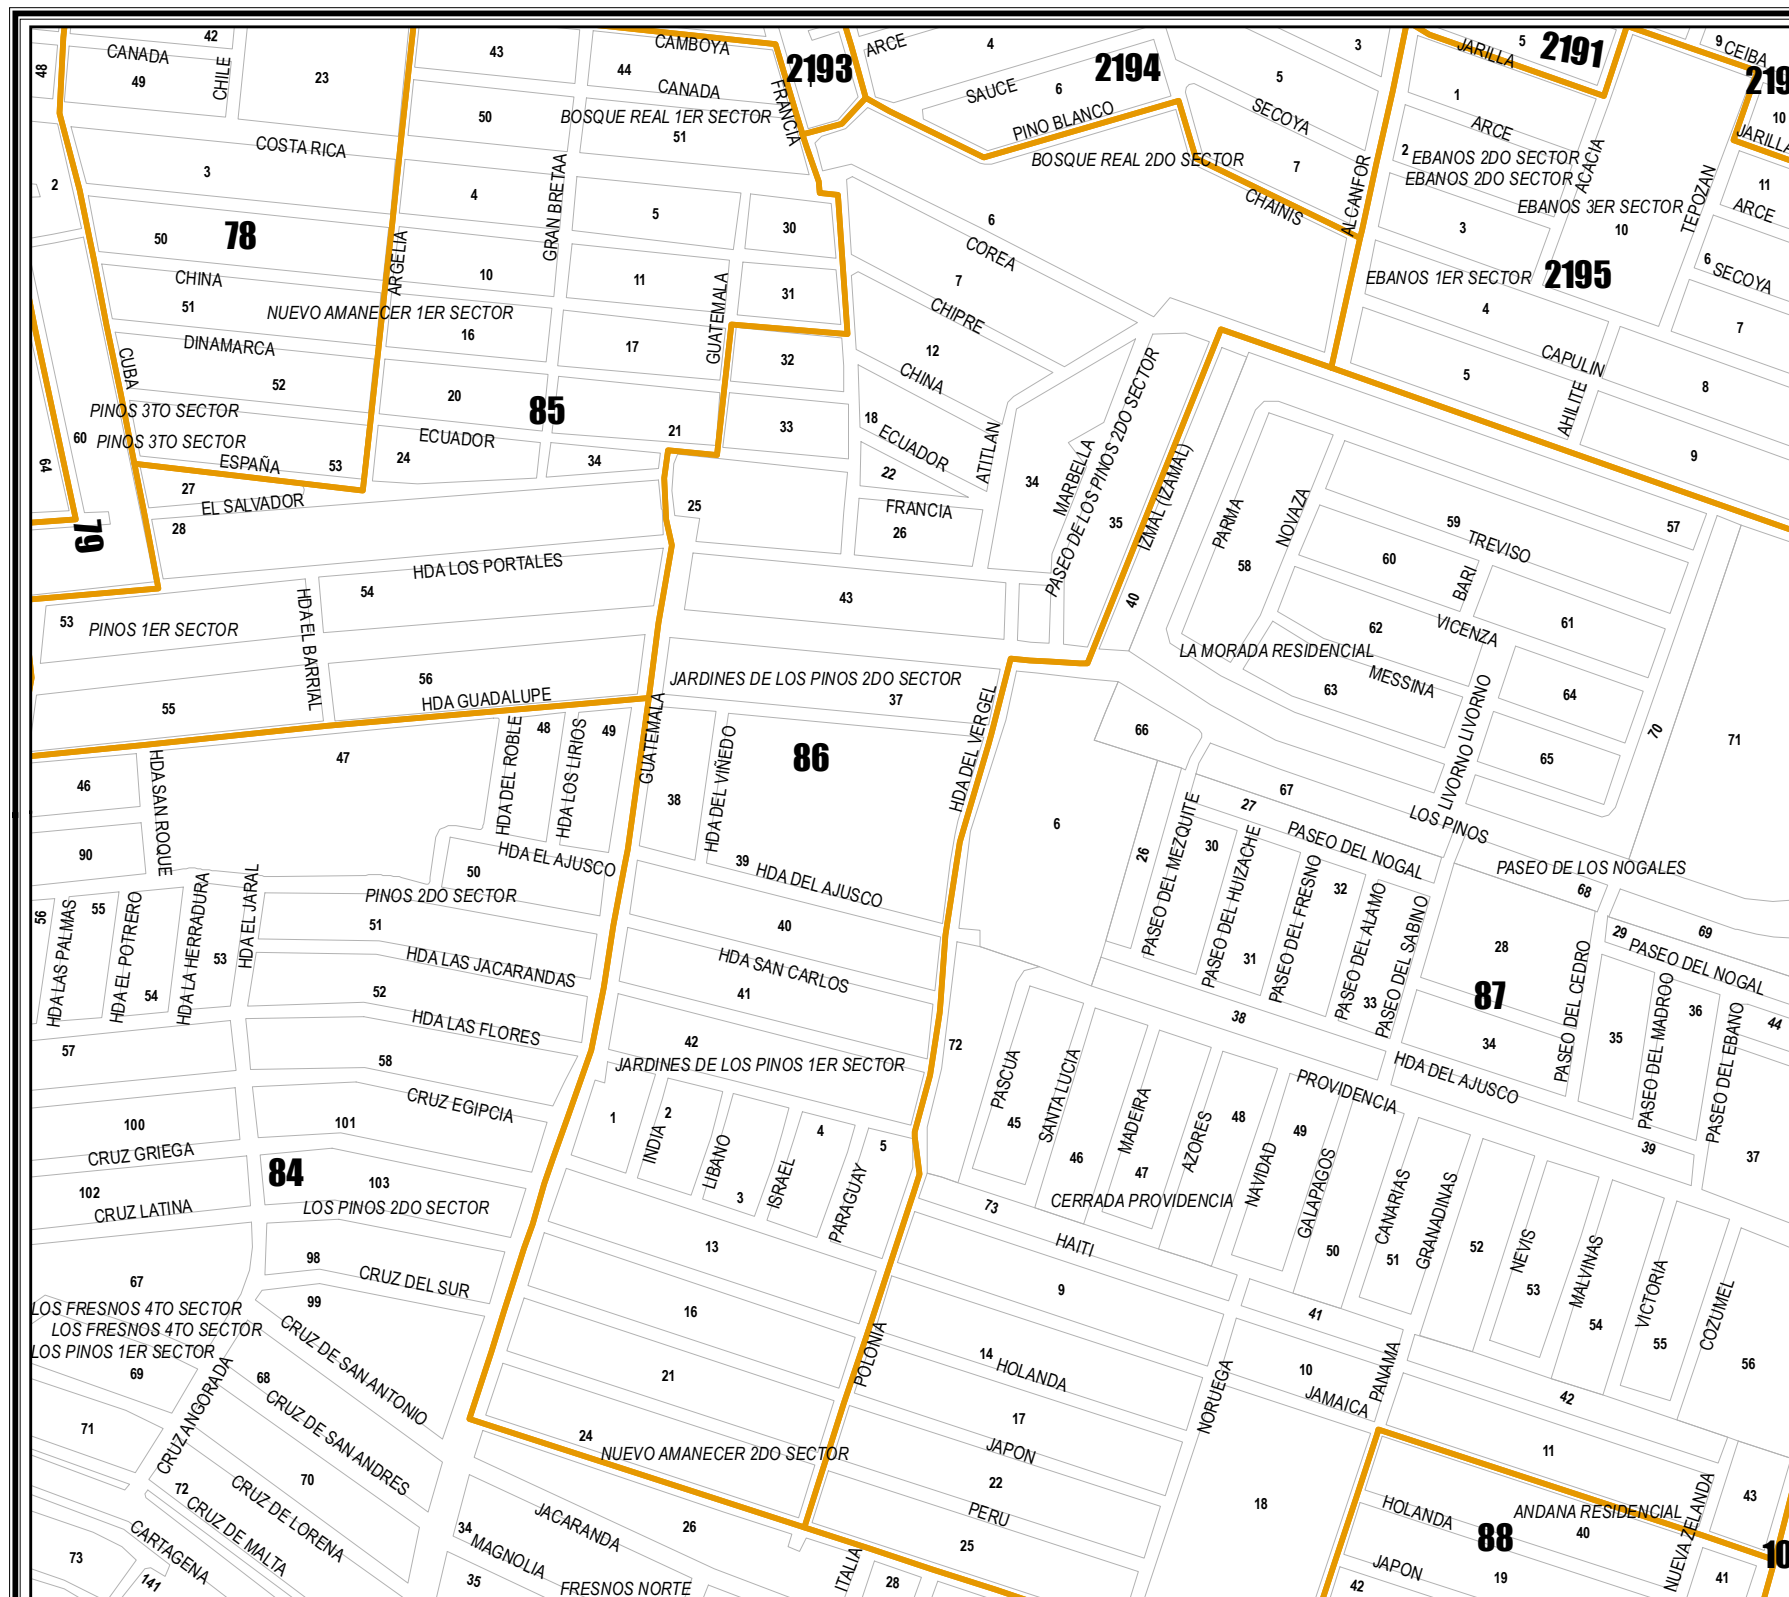 42
CANADA
CHILE
48
49
23
43
CAMBOYA
44
CANADA
FRANCIA
2193
ARCE
4
SAUCE
6
2194
PINO BLANCO
3
5
SECOYA
7
JARILLA
5
2191
9
CEIBA
219
10
JARILLA
1
ARCE
2
EBANOS 2DO SECTOR
EBANOS 2DO SECTOR
ACACIA
EBANOS 3ER SECTOR
TEPOZAN
11
ARCE
50
BOSQUE REAL 1ER SECTOR
51
COSTA RICA
3
2
BOSQUE REAL 2DO SECTOR
CHAINIS
ALCANFOR
3
10
6
SECOYA
7
EBANOS 1ER SECTOR
2195
4
CAPULIN
5
8
AHILITE
9
4
GRAN BRETAA
5
30
6
COREA
7
CHIPRE
50
78
CHINA
51
ARGELIA
10
11
31
NUEVO AMANECER 1ER SECTOR
16
17
GUATEMALA
12
CHINA
DINAMARCA
CUBA
52
32
20
85
21
33
18
ECUADOR
22
ATITLAN
PINOS 3TO SECTOR
60
PINOS 3TO SECTOR
64
ESPAÑA
53
ECUADOR
24
34
27
EL SALVADOR
28
79
25
FRANCIA
26
34
MARBELLA
PASEO DE LOS PINOS 2DO SECTOR
35
IZMAL (IZAMAL)
40
PARMA
NOVAZA
58
59
TREVISO
57
60
BARI
61
62
VICENZA
LA MORADA RESIDENCIAL
MESSINA
63
64
LIVORNO LIVORNO
65
70
71
HDA LOS PORTALES
54
HDA EL BARRIAL
53
PINOS 1ER SECTOR
43
56
HDA GUADALUPE
55
JARDINES DE LOS PINOS 2DO SECTOR
37
GUATEMALA
HDA DEL VERGEL
66
67
LOS PINOS
47
46
HDA SAN ROQUE
90
HDA DEL ROBLE
48
HDA LOS LIRIOS
49
38
HDA DEL VIÑEDO
86
39
HDA DEL AJUSCO
6
26
PASEO DEL MEZQUITE
27
30
PASEO DEL HUIZACHE
PASEO DEL NOGAL
31
PASEO DEL FRESNO
32
PASEO DEL ALAMO
33
PASEO DEL SABINO
PASEO DE LOS NOGALES
68
69
28
29
PASEO DEL NOGAL
87
PASEO DEL CEDRO
35
PASEO DEL MADROO
36
PASEO DEL EBANO
44
34
HDA DEL AJUSCO
HDA EL AJUSCO
50
PINOS 2DO SECTOR
51
56
HDA LAS PALMAS
55
HDA EL POTRERO
54
HDA LA HERRADURA
53
HDA EL JARAL
HDA LAS JACARANDAS
52
HDA LAS FLORES
57
58
CRUZ EGIPCIA
100
101
CRUZ GRIEGA
84
103
102
CRUZ LATINA
LOS PINOS 2DO SECTOR
98
CRUZ DEL SUR
67
99
40
HDA SAN CARLOS
41
42
JARDINES DE LOS PINOS 1ER SECTOR
1
INDIA
2
LIBANO
3
ISRAEL
4
PARAGUAY
5
13
72
PASCUA
45
SANTA LUCIA
46
MADEIRA
47
AZORES
38
48
PROVIDENCIA
49
NAVIDAD
GALAPAGOS
50
CANARIAS
51
GRANADINAS
52
NEVIS
53
MALVINAS
54
VICTORIA
55
COZUMEL
56
39
37
CERRADA PROVIDENCIA
73
HAITI
9
41
LOS FRESNOS 4TO SECTOR
LOS FRESNOS 4TO SECTOR
LOS PINOS 1ER SECTOR
69
68
71
CRUZ ANGORADA
CRUZ DE SAN ANTONIO
CRUZ DE SAN ANDRES
70
CRUZ DE LORENA
72
CRUZ DE MALTA
CARTAGENA
73
141
16
21
24
POLONIA
14
HOLANDA
17
JAPON
22
PERU
25
NORUEGA
10
JAMAICA
PANAMA
42
11
18
NUEVO AMANECER 2DO SECTOR
34
JACARANDA
MAGNOLIA
35
26
FRESNOS NORTE
ITALIA
28
HOLANDA
88
ANDANA RESIDENCIAL
40
JAPON
42
19
NUEVA ZELANDA
43
41
10